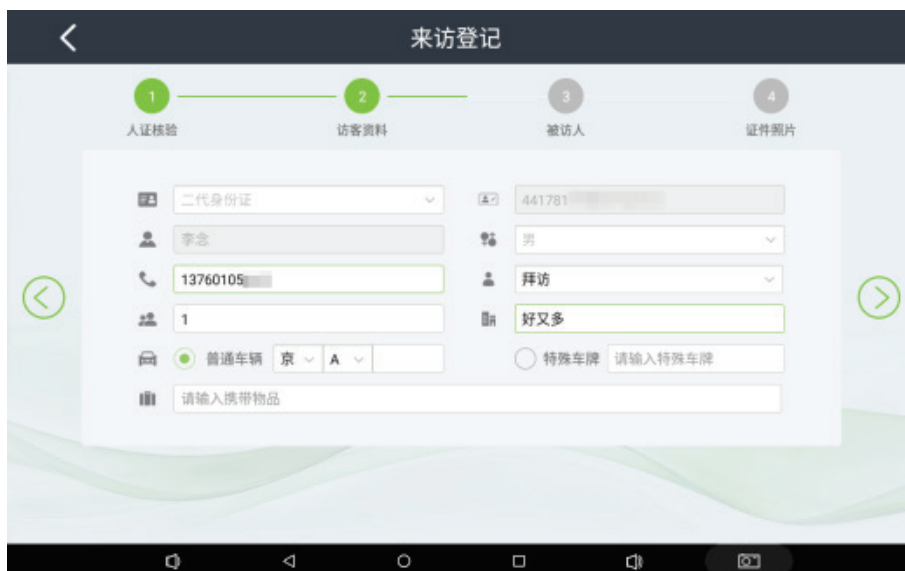 来访登记
1 2 3 4
人证核验 访客资料 被访人 证件照片
二代身份证 441781
李念 男
13760105 拜访
1 好又多
普通车辆 京 A 特殊车牌 请输入特殊车牌
请输入携带物品